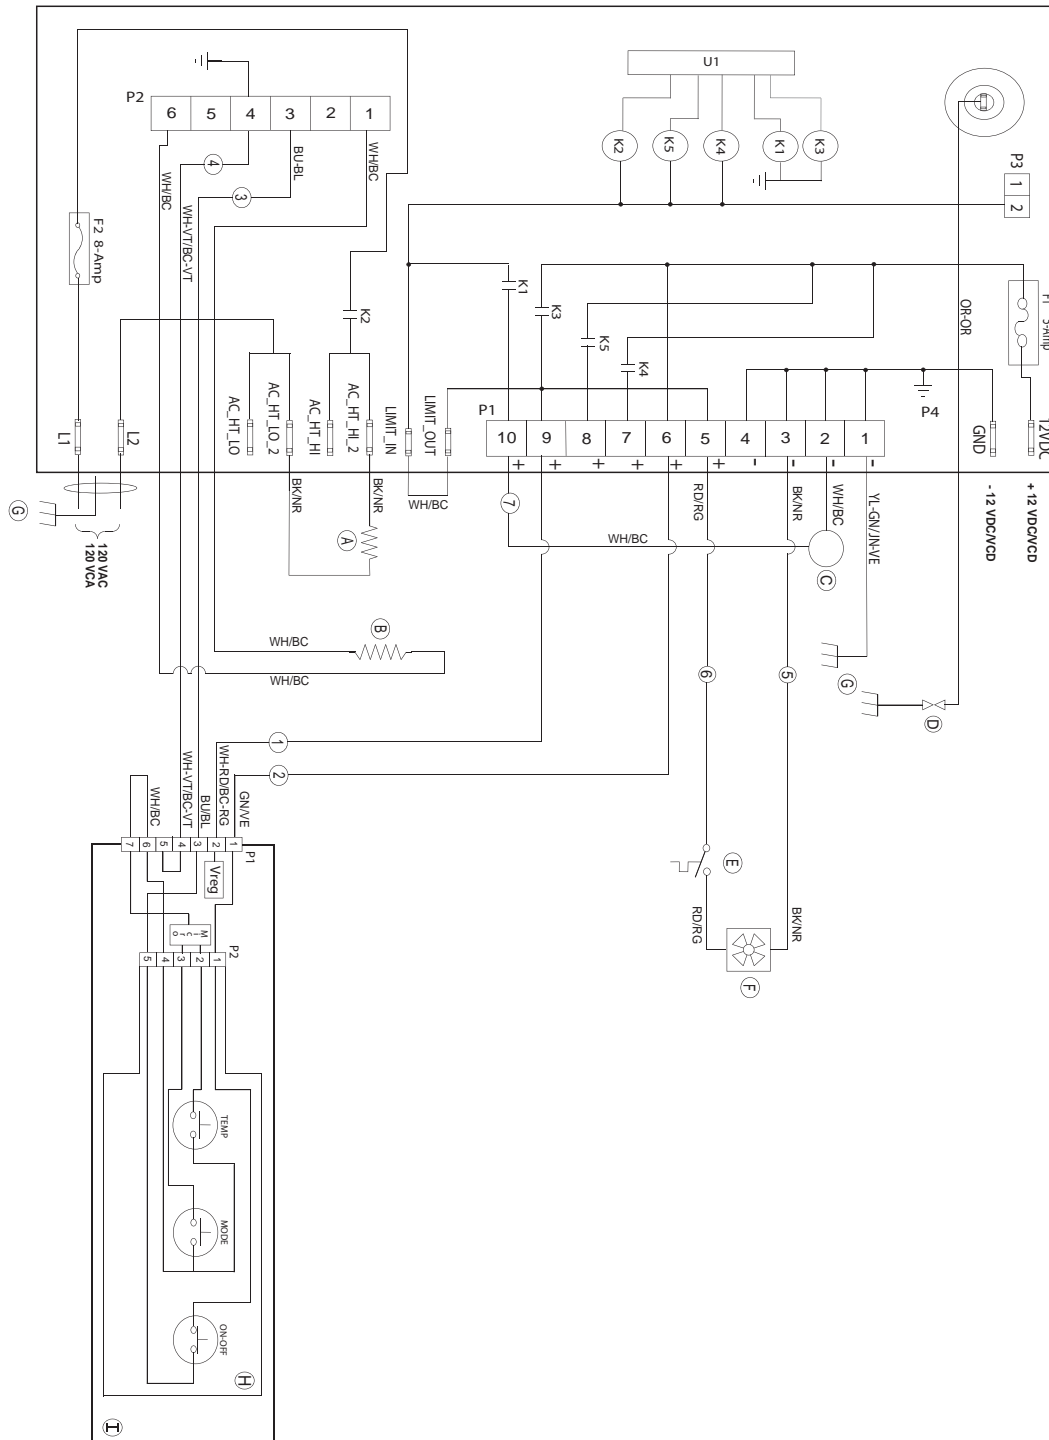 U1
P2
6 5 4 3 2 1
K2
K5
K4
K1
K3
P3
1
2
4
3
BU-BL
WH/BC
WH/BC
WH-VT/BC-VT
F2 8-Amp
K2
K1
K3
K5
K4
OR-OR
P4
L1
L2
AC_HT_LO
AC_HT_LO_2
AC_HT_HI
AC_HT_HI_2
LIMIT_IN
LIMIT_OUT
P1
10 9 8 7 6 5 4 3 2 1
+ + + + + + - - - -
GND
12VDC
- 12 VDC/VCD
+ 12 VDC/VCD
G
120 VAC
120 VCA
BK/NR
BK/NR
A
WH/BC
7
WH/BC
RD/RG
BK/NR
WH/BC
YL-GN/JN-VE
C
B
WH/BC
WH/BC
6
5
G
D
1
2
WH/BC
WH-VT/BC-VT
BU/BL
WH-RD/BC-RG
GN/VE
7 6 5 4 3 2 1
P1
Vreg
Micro
P2
5 4 3 2 1
E
RD/RG
BK/NR
F
TEMP
MODE
ON-OFF
H
I